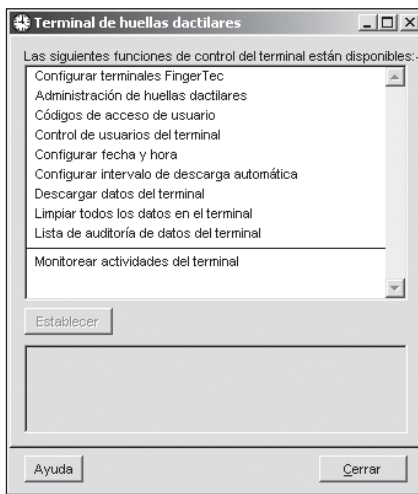 Terminal de huellas dactilares
Las siguientes funciones de control del terminal están disponibles:
Configurar terminales FingerTec
Administración de huellas dactilares
Códigos de acceso de usuario
Control de usuarios del terminal
Configurar fecha y hora
Configurar intervalo de descarga automática
Descargar datos del terminal
Limpiar todos los datos en el terminal
Lista de auditoría de datos del terminal
Monitorear actividades del terminal
Establecer
Ayuda
Cerrar